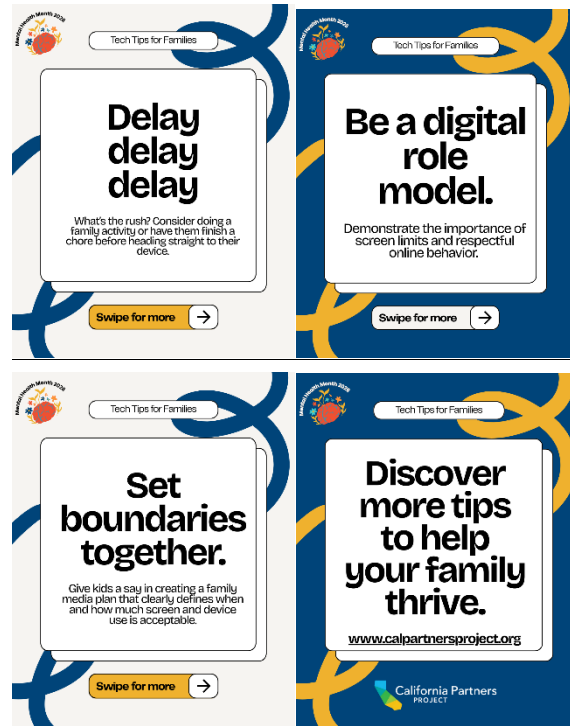 Mental Health Month 2026
Tech Tips for Families
Delay
delay
delay
What's the rush? Consider doing a
family activity or have them finish a
chore before heading straight to their
device.
Swipe for more
Mental Health Month 2026
Tech Tips for Families
Be a digital
role
model.
Demonstrate the importance of
screen limits and respectful
online behavior.
Swipe for more
Mental Health Month 2026
Tech Tips for Families
Set
boundaries
together.
Give kids a say in creating a family
media plan that clearly defines when
and how much screen and device
use is acceptable.
Swipe for more
Mental Health Month 2026
Tech Tips for Families
Discover
more tips
to help
your family
thrive.
www.calpartnersproject.org
California Partners
PROJECT